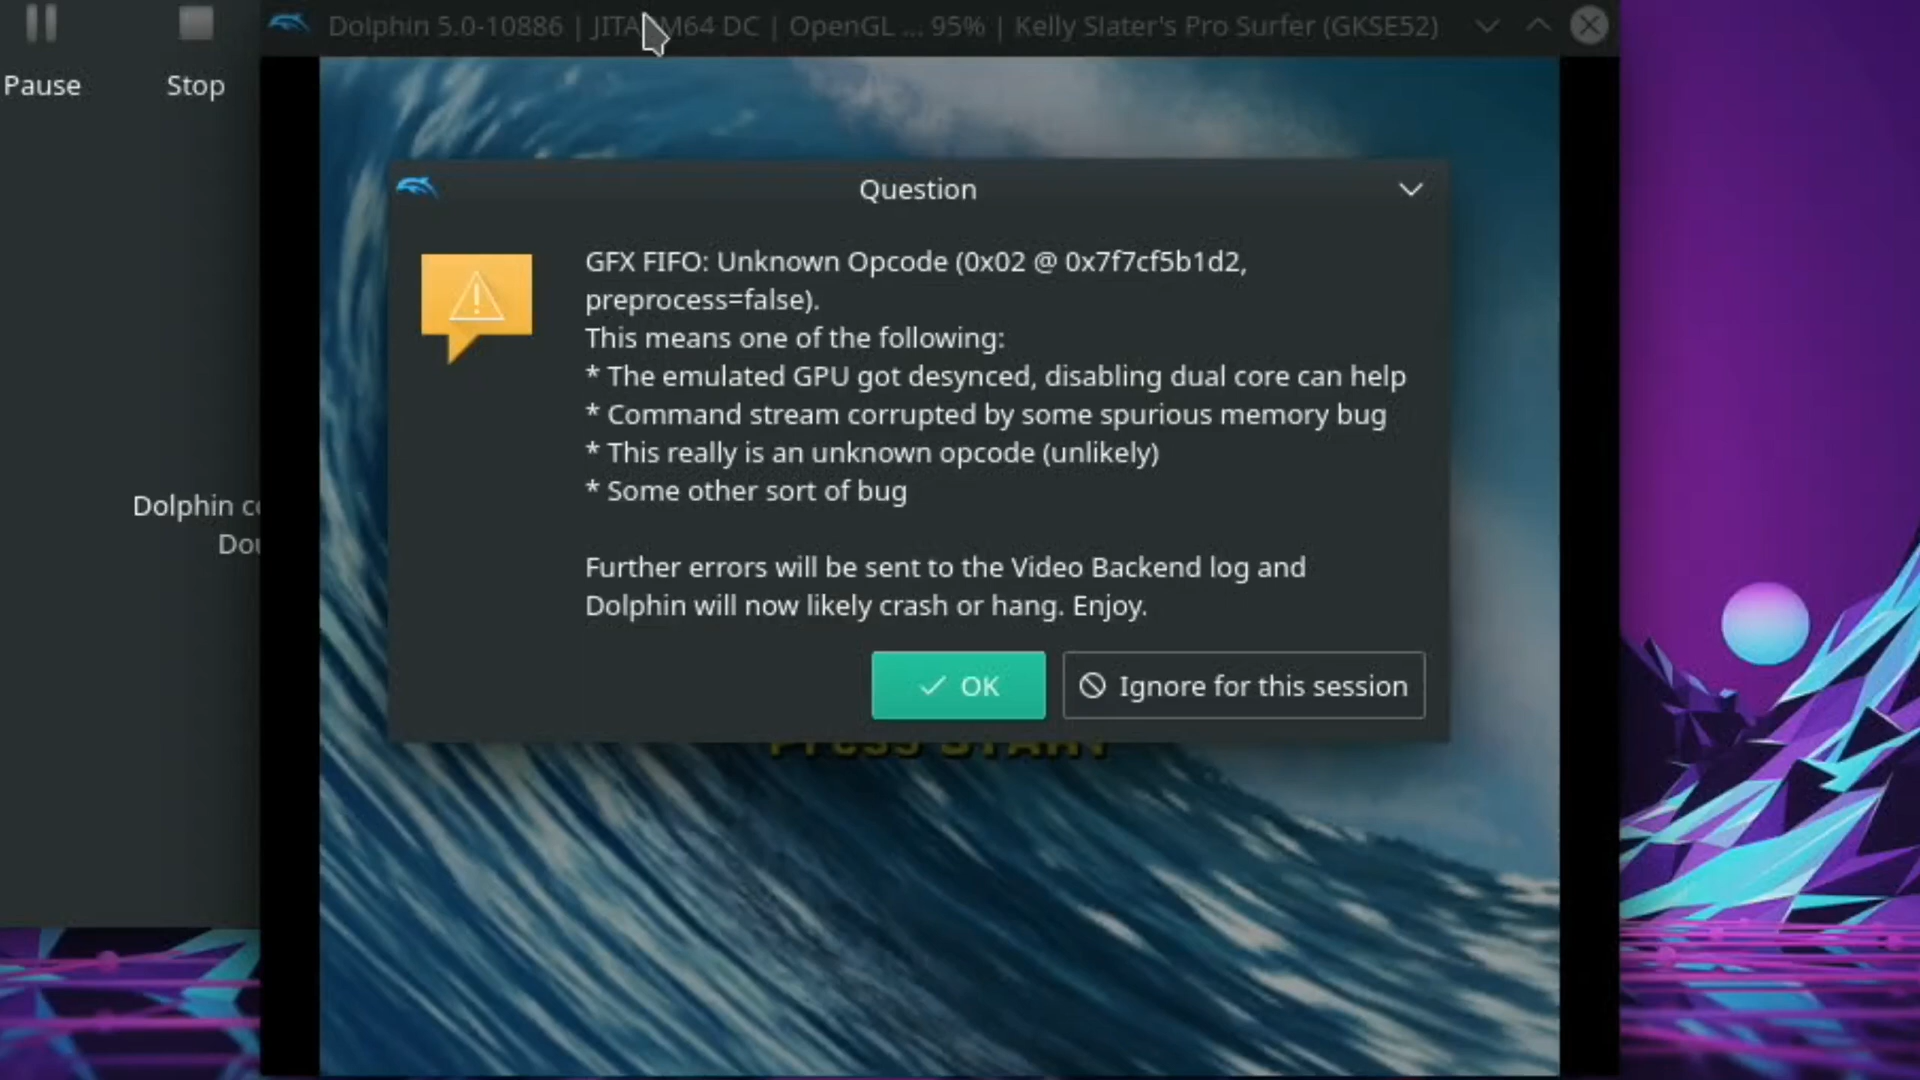 Pause
Stop
Dolphin 5.0-10886 | JITA M64 DC | OpenGL ... 95% | Kelly Slater's Pro Surfer (GKSE52)
Question
GFX FIFO: Unknown Opcode (0x02 @ 0x7f7cf5b1d2,
preprocess=false).
This means one of the following:
* The emulated GPU got desynced, disabling dual core can help
* Command stream corrupted by some spurious memory bug
* This really is an unknown opcode (unlikely)
* Some other sort of bug
Further errors will be sent to the Video Backend log and
Dolphin will now likely crash or hang. Enjoy.
OK
Ignore for this session
Dolphin
Press START